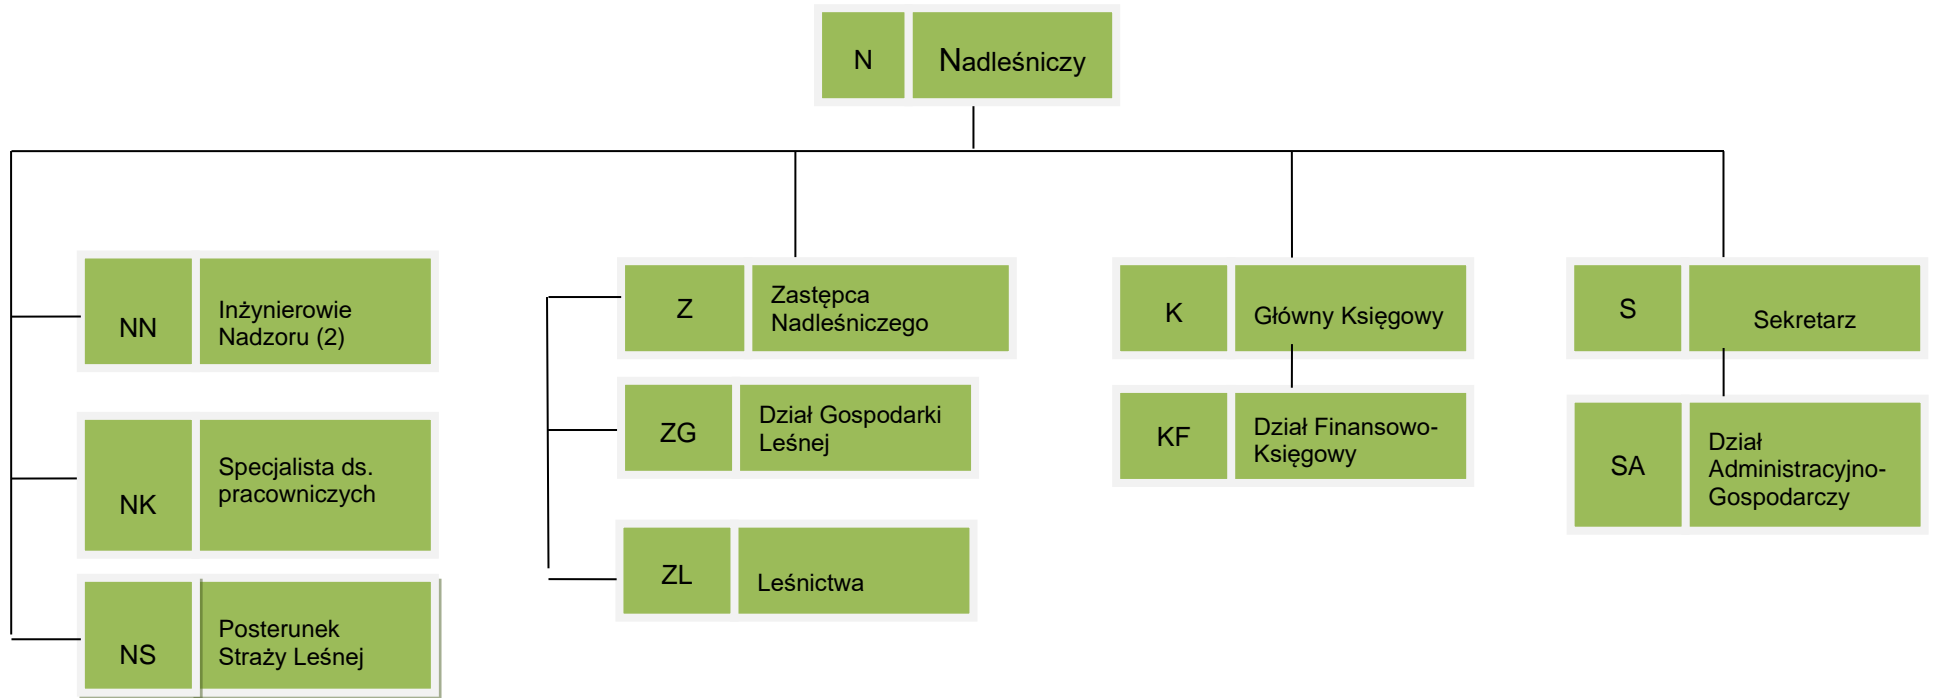 N
Nadleśniczy
NN
Inżynierowie
Nadzoru (2)
NK
Specjalista ds.
pracowniczych
NS
Posterunek
Straży Leśnej
Z
Zastępca
Nadleśniczego
ZG
Dział Gospodarki
Leśnej
ZL
Leśnictwa
K
Główny Księgowy
KF
Dział Finansowo-
Księgowy
S
Sekretarz
SA
Dział
Administracyjno-
Gospodarczy